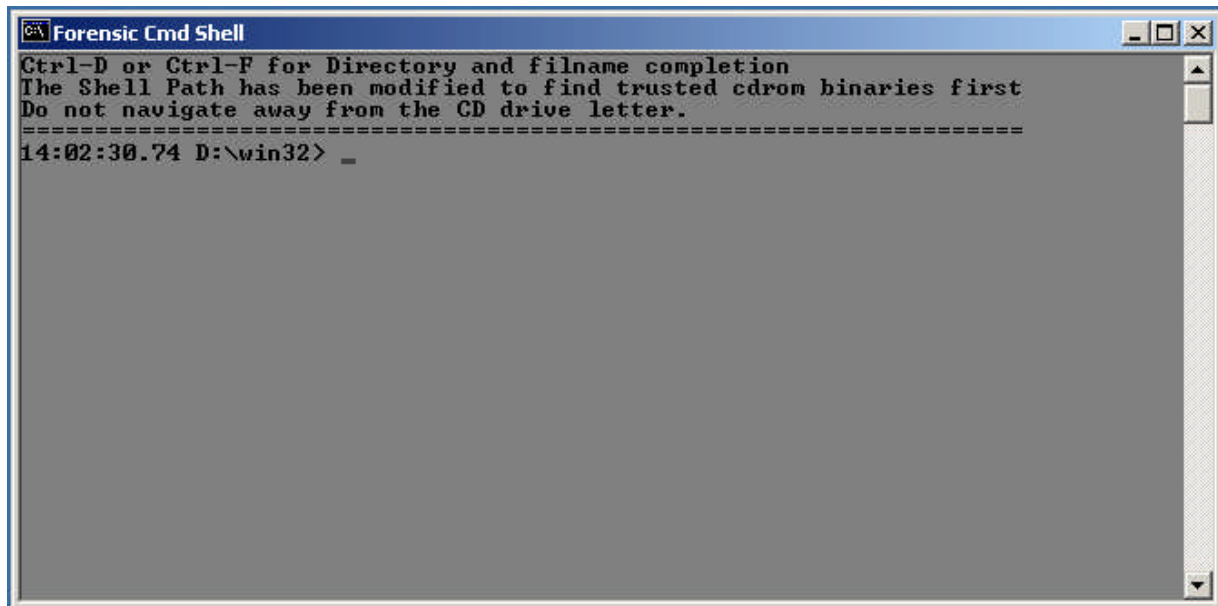 Forensic Cmd Shell
Ctrl-D or Ctrl-F for Directory and filname completion
The Shell Path has been modified to find trusted cdrom binaries first
Do not navigate away from the CD drive letter.
=====================================================================
14:02:30.74 D:\win32> _